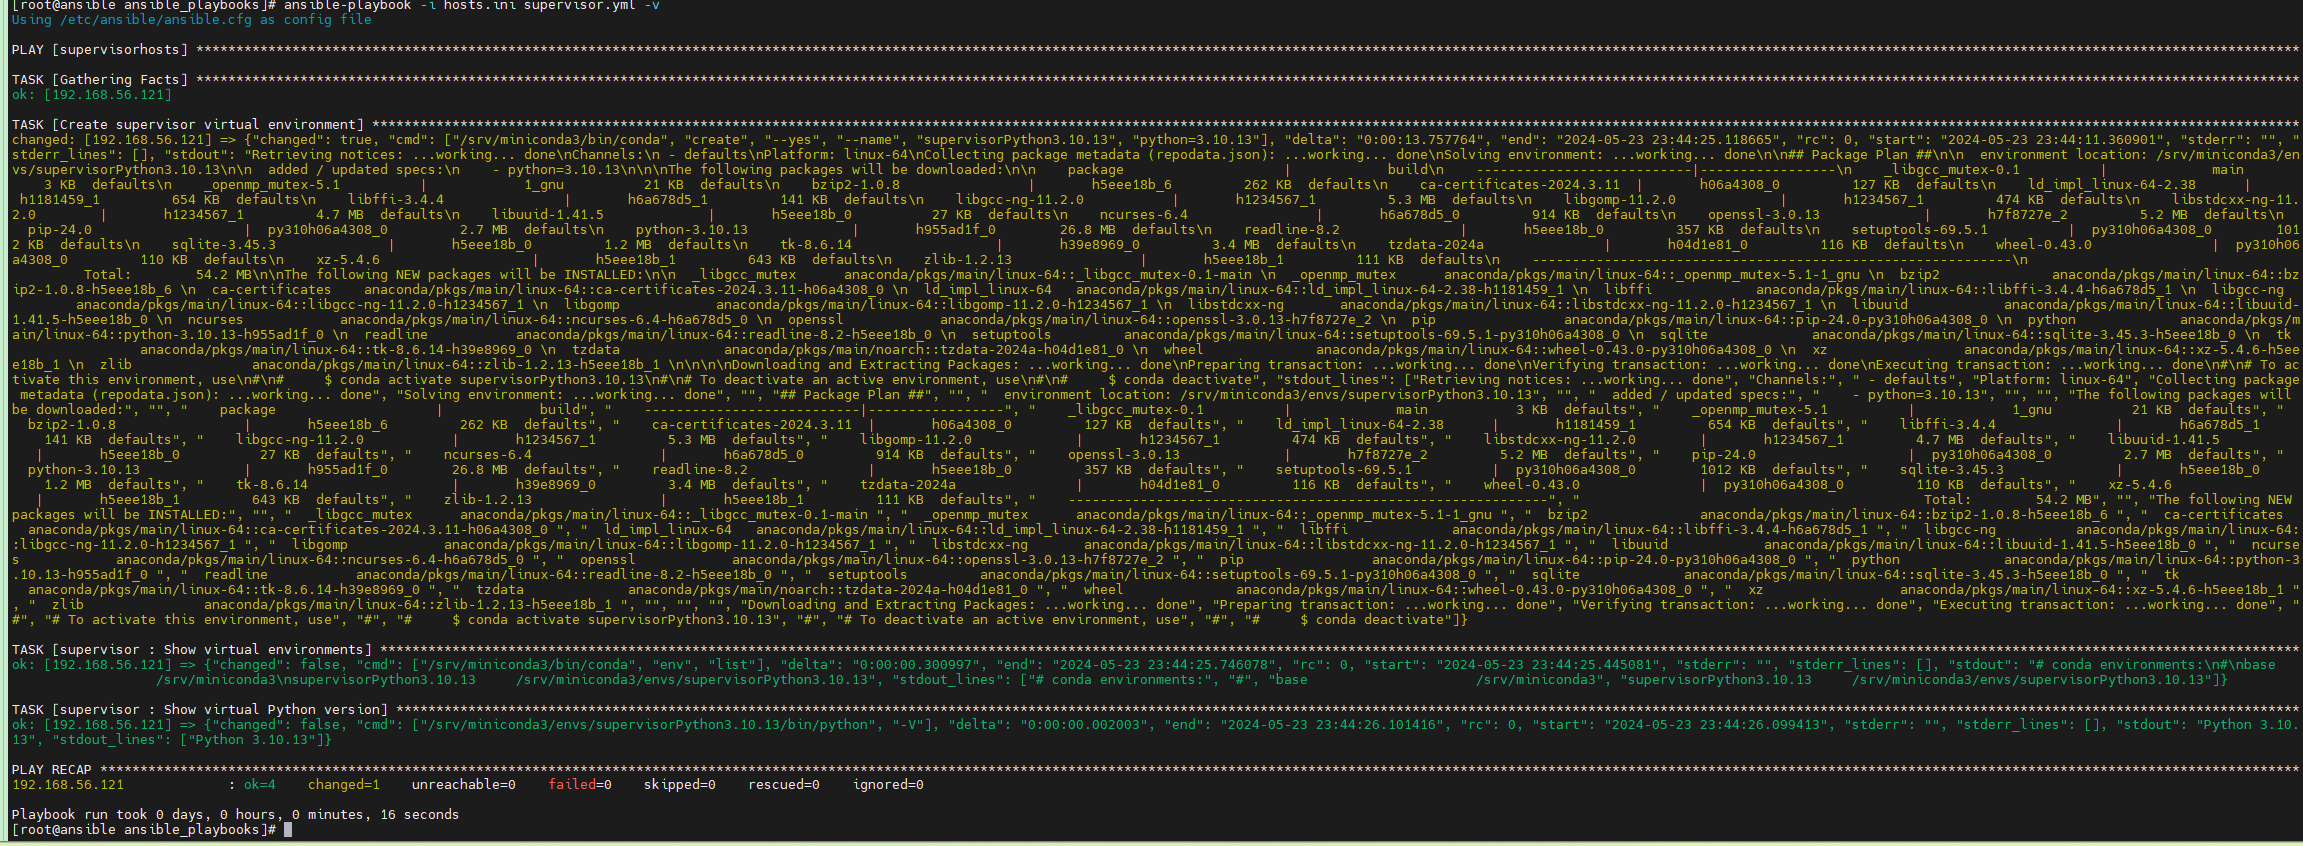 [root@ansible ansible_playbooks]# ansible-playbook -i hosts.ini supervisor.yml -v
Using /etc/ansible/ansible.cfg as config file
PLAY [supervisorhosts] ****************************************************************
TASK [Gathering Facts] ****************************************************************
ok: [192.168.56.121]
TASK [Create supervisor virtual environment] ****************************************************************
changed: [192.168.56.121] => {"changed": true, "cmd": ["/srv/miniconda3/bin/conda", "create", "--yes", "--name", "supervisorPython3.10.13", "python=3.10.13"], "delta": "0:00:13.757764", "end": "2024-05-23 23:44:25.118665", "rc": 0, "start": "2024-05-23 23:44:11.360901", "stderr": "", "
stderr_lines": [], "stdout": "Retrieving notices: ...working... done\nChannels:\n - defaults\nPlatform: linux-64\nCollecting package metadata (repodata.json): ...working... done\nSolving environment: ...working... done\n\n## Package Plan ##\n\n  environment location: /srv/miniconda3/en
vs/supervisorPython3.10.13\n\n  added / updated specs:\n    - python=3.10.13\n\n\nThe following packages will be downloaded:\n\n    package                    |            build\n    ---------------------------|-----------------\n    _libgcc_mutex-0.1          |             main
    3 KB  defaults\n    _openmp_mutex-5.1          |            1_gnu          21 KB  defaults\n    bzip2-1.0.8                |       h5eee18b_6         262 KB  defaults\n    ca-certificates-2024.3.11  |       h06a4308_0         127 KB  defaults\n    ld_impl_linux-64-2.38      |
 h1181459_1         654 KB  defaults\n    libffi-3.4.4               |       h6a678d5_1         141 KB  defaults\n    libgcc-ng-11.2.0           |       h1234567_1         5.3 MB  defaults\n    libgomp-11.2.0             |       h1234567_1         474 KB  defaults\n    libstdcxx-ng-11.
2.0        |       h1234567_1         4.7 MB  defaults\n    libuuid-1.41.5             |       h5eee18b_0          27 KB  defaults\n    ncurses-6.4                |       h6a678d5_0         914 KB  defaults\n    openssl-3.0.13             |       h7f8727e_2         5.2 MB  defaults\n
  pip-24.0                   |  py310h06a4308_0         2.7 MB  defaults\n    python-3.10.13             |       h955ad1f_0        26.8 MB  defaults\n    readline-8.2               |       h5eee18b_0         357 KB  defaults\n    setuptools-69.5.1          |  py310h06a4308_0        101
2 KB  defaults\n    sqlite-3.45.3              |       h5eee18b_0         1.2 MB  defaults\n    tk-8.6.14                  |       h39e8969_0         3.4 MB  defaults\n    tzdata-2024a               |       h04d1e81_0         116 KB  defaults\n    wheel-0.43.0               |  py310h06
a4308_0         110 KB  defaults\n    xz-5.4.6                   |       h5eee18b_1         643 KB  defaults\n    zlib-1.2.13                |       h5eee18b_1         111 KB  defaults\n    ------------------------------------------------------------\n
         Total:        54.2 MB\n\nThe following NEW packages will be INSTALLED:\n\n  _libgcc_mutex      anaconda/pkgs/main/linux-64::_libgcc_mutex-0.1-main \n  _openmp_mutex      anaconda/pkgs/main/linux-64::_openmp_mutex-5.1-1_gnu \n  bzip2              anaconda/pkgs/main/linux-64::bz
ip2-1.0.8-h5eee18b_6 \n  ca-certificates    anaconda/pkgs/main/linux-64::ca-certificates-2024.3.11-h06a4308_0 \n  ld_impl_linux-64   anaconda/pkgs/main/linux-64::ld_impl_linux-64-2.38-h1181459_1 \n  libffi             anaconda/pkgs/main/linux-64::libffi-3.4.4-h6a678d5_1 \n  libgcc-ng
        anaconda/pkgs/main/linux-64::libgcc-ng-11.2.0-h1234567_1 \n  libgomp            anaconda/pkgs/main/linux-64::libgomp-11.2.0-h1234567_1 \n  libstdcxx-ng       anaconda/pkgs/main/linux-64::libstdcxx-ng-11.2.0-h1234567_1 \n  libuuid            anaconda/pkgs/main/linux-64::libuuid-
1.41.5-h5eee18b_0 \n  ncurses            anaconda/pkgs/main/linux-64::ncurses-6.4-h6a678d5_0 \n  openssl            anaconda/pkgs/main/linux-64::openssl-3.0.13-h7f8727e_2 \n  pip                anaconda/pkgs/main/linux-64::pip-24.0-py310h06a4308_0 \n  python             anaconda/pkgs/m
ain/linux-64::python-3.10.13-h955ad1f_0 \n  readline           anaconda/pkgs/main/linux-64::readline-8.2-h5eee18b_0 \n  setuptools         anaconda/pkgs/main/linux-64::setuptools-69.5.1-py310h06a4308_0 \n  sqlite             anaconda/pkgs/main/linux-64::sqlite-3.45.3-h5eee18b_0 \n  tk
                anaconda/pkgs/main/linux-64::tk-8.6.14-h39e8969_0 \n  tzdata             anaconda/pkgs/main/noarch::tzdata-2024a-h04d1e81_0 \n  wheel              anaconda/pkgs/main/linux-64::wheel-0.43.0-py310h06a4308_0 \n  xz                 anaconda/pkgs/main/linux-64::xz-5.4.6-h5ee
e18b_1 \n  zlib               anaconda/pkgs/main/linux-64::zlib-1.2.13-h5eee18b_1 \n\n\n\nDownloading and Extracting Packages: ...working... done\nPreparing transaction: ...working... done\nVerifying transaction: ...working... done\nExecuting transaction: ...working... done\n#\n# To ac
tivate this environment, use\n#\n#     $ conda activate supervisorPython3.10.13\n#\n# To deactivate an active environment, use\n#\n#     $ conda deactivate", "stdout_lines": ["Retrieving notices: ...working... done", "Channels:", " - defaults", "Platform: linux-64", "Collecting package
 metadata (repodata.json): ...working... done", "Solving environment: ...working... done", "", "## Package Plan ##", "", "  environment location: /srv/miniconda3/envs/supervisorPython3.10.13", "", "  added / updated specs:", "    - python=3.10.13", "", "", "The following packages will
be downloaded:", "", "    package                    |            build", "    ---------------------------|-----------------", "    _libgcc_mutex-0.1          |             main           3 KB  defaults", "    _openmp_mutex-5.1          |            1_gnu          21 KB  defaults", "
  bzip2-1.0.8                |       h5eee18b_6         262 KB  defaults", "    ca-certificates-2024.3.11  |       h06a4308_0         127 KB  defaults", "    ld_impl_linux-64-2.38      |       h1181459_1         654 KB  defaults", "    libffi-3.4.4               |       h6a678d5_1
    141 KB  defaults", "    libgcc-ng-11.2.0           |       h1234567_1         5.3 MB  defaults", "    libgomp-11.2.0             |       h1234567_1         474 KB  defaults", "    libstdcxx-ng-11.2.0        |       h1234567_1         4.7 MB  defaults", "    libuuid-1.41.5
   |       h5eee18b_0          27 KB  defaults", "    ncurses-6.4                |       h6a678d5_0         914 KB  defaults", "    openssl-3.0.13             |       h7f8727e_2         5.2 MB  defaults", "    pip-24.0                   |  py310h06a4308_0         2.7 MB  defaults", "
  python-3.10.13             |       h955ad1f_0        26.8 MB  defaults", "    readline-8.2               |       h5eee18b_0         357 KB  defaults", "    setuptools-69.5.1          |  py310h06a4308_0        1012 KB  defaults", "    sqlite-3.45.3              |       h5eee18b_0
    1.2 MB  defaults", "    tk-8.6.14                  |       h39e8969_0         3.4 MB  defaults", "    tzdata-2024a               |       h04d1e81_0         116 KB  defaults", "    wheel-0.43.0               |  py310h06a4308_0         110 KB  defaults", "    xz-5.4.6
   |       h5eee18b_1         643 KB  defaults", "    zlib-1.2.13                |       h5eee18b_1         111 KB  defaults", "    ------------------------------------------------------------", "                                           Total:        54.2 MB", "", "The following NEW
packages will be INSTALLED:", "", "  _libgcc_mutex      anaconda/pkgs/main/linux-64::_libgcc_mutex-0.1-main ", "  _openmp_mutex      anaconda/pkgs/main/linux-64::_openmp_mutex-5.1-1_gnu ", "  bzip2              anaconda/pkgs/main/linux-64::bzip2-1.0.8-h5eee18b_6 ", "  ca-certificates
  anaconda/pkgs/main/linux-64::ca-certificates-2024.3.11-h06a4308_0 ", "  ld_impl_linux-64   anaconda/pkgs/main/linux-64::ld_impl_linux-64-2.38-h1181459_1 ", "  libffi             anaconda/pkgs/main/linux-64::libffi-3.4.4-h6a678d5_1 ", "  libgcc-ng          anaconda/pkgs/main/linux-64:
:libgcc-ng-11.2.0-h1234567_1 ", "  libgomp            anaconda/pkgs/main/linux-64::libgomp-11.2.0-h1234567_1 ", "  libstdcxx-ng       anaconda/pkgs/main/linux-64::libstdcxx-ng-11.2.0-h1234567_1 ", "  libuuid            anaconda/pkgs/main/linux-64::libuuid-1.41.5-h5eee18b_0 ", "  ncurse
s            anaconda/pkgs/main/linux-64::ncurses-6.4-h6a678d5_0 ", "  openssl            anaconda/pkgs/main/linux-64::openssl-3.0.13-h7f8727e_2 ", "  pip                anaconda/pkgs/main/linux-64::pip-24.0-py310h06a4308_0 ", "  python             anaconda/pkgs/main/linux-64::python-3
.10.13-h955ad1f_0 ", "  readline           anaconda/pkgs/main/linux-64::readline-8.2-h5eee18b_0 ", "  setuptools         anaconda/pkgs/main/linux-64::setuptools-69.5.1-py310h06a4308_0 ", "  sqlite             anaconda/pkgs/main/linux-64::sqlite-3.45.3-h5eee18b_0 ", "  tk
  anaconda/pkgs/main/linux-64::tk-8.6.14-h39e8969_0 ", "  tzdata             anaconda/pkgs/main/noarch::tzdata-2024a-h04d1e81_0 ", "  wheel              anaconda/pkgs/main/linux-64::wheel-0.43.0-py310h06a4308_0 ", "  xz                 anaconda/pkgs/main/linux-64::xz-5.4.6-h5eee18b_1 "
, "  zlib               anaconda/pkgs/main/linux-64::zlib-1.2.13-h5eee18b_1 ", "", "", "", "Downloading and Extracting Packages: ...working... done", "Preparing transaction: ...working... done", "Verifying transaction: ...working... done", "Executing transaction: ...working... done", "
#", "# To activate this environment, use", "#", "#     $ conda activate supervisorPython3.10.13", "#", "# To deactivate an active environment, use", "#", "#     $ conda deactivate"]}
TASK [supervisor : Show virtual environments] ****************************************************************
ok: [192.168.56.121] => {"changed": false, "cmd": ["/srv/miniconda3/bin/conda", "env", "list"], "delta": "0:00:00.300997", "end": "2024-05-23 23:44:25.746078", "rc": 0, "start": "2024-05-23 23:44:25.445081", "stderr": "", "stderr_lines": [], "stdout": "# conda environments:\n#\nbase
                  /srv/miniconda3\nsupervisorPython3.10.13     /srv/miniconda3/envs/supervisorPython3.10.13", "stdout_lines": ["# conda environments:", "#", "base                     /srv/miniconda3", "supervisorPython3.10.13     /srv/miniconda3/envs/supervisorPython3.10.13"]}
TASK [supervisor : Show virtual Python version] ****************************************************************
ok: [192.168.56.121] => {"changed": false, "cmd": ["/srv/miniconda3/envs/supervisorPython3.10.13/bin/python", "-V"], "delta": "0:00:00.002003", "end": "2024-05-23 23:44:26.101416", "rc": 0, "start": "2024-05-23 23:44:26.099413", "stderr": "", "stderr_lines": [], "stdout": "Python 3.10.
13", "stdout_lines": ["Python 3.10.13"]}
PLAY RECAP ****************************************************************
192.168.56.121             : ok=4    changed=1    unreachable=0    failed=0    skipped=0    rescued=0    ignored=0
Playbook run took 0 days, 0 hours, 0 minutes, 16 seconds
[root@ansible ansible_playbooks]#